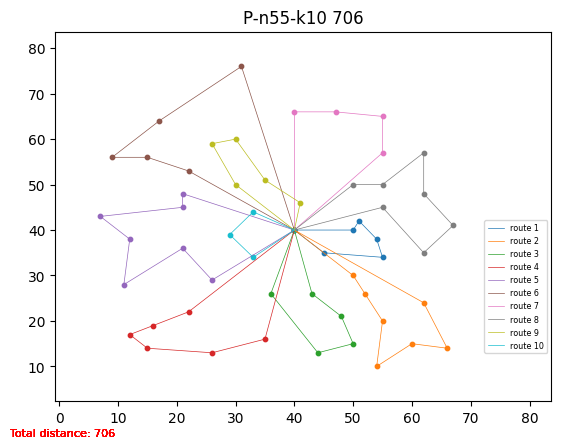 P-n55-k10 706
80
70
60
50
40
30
20
10
0 10 20 30 40 50 60 70 80
route 1
route 2
route 3
route 4
route 5
route 6
route 7
route 8
route 9
route 10
Total distance: 706